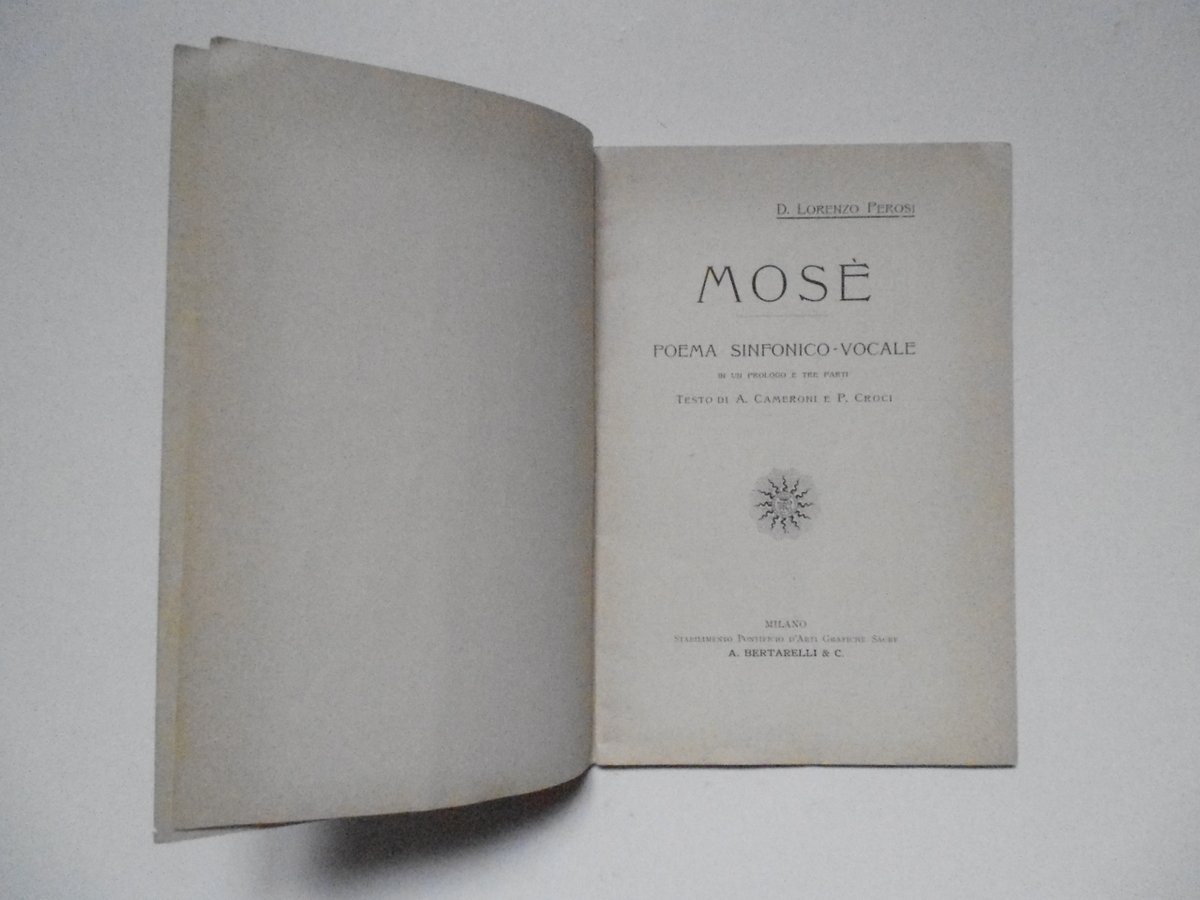 D. Lorenzo Perosi
MOSÈ
POEMA SINFONICO-VOCALE
IN UN PROLOGO E TRE PARTI
Testo di A. Cameroni e P. Croci
MILANO
Stabilimento Pontificio d'Arti Grafiche Sacre
A. BERTARELLI & C.